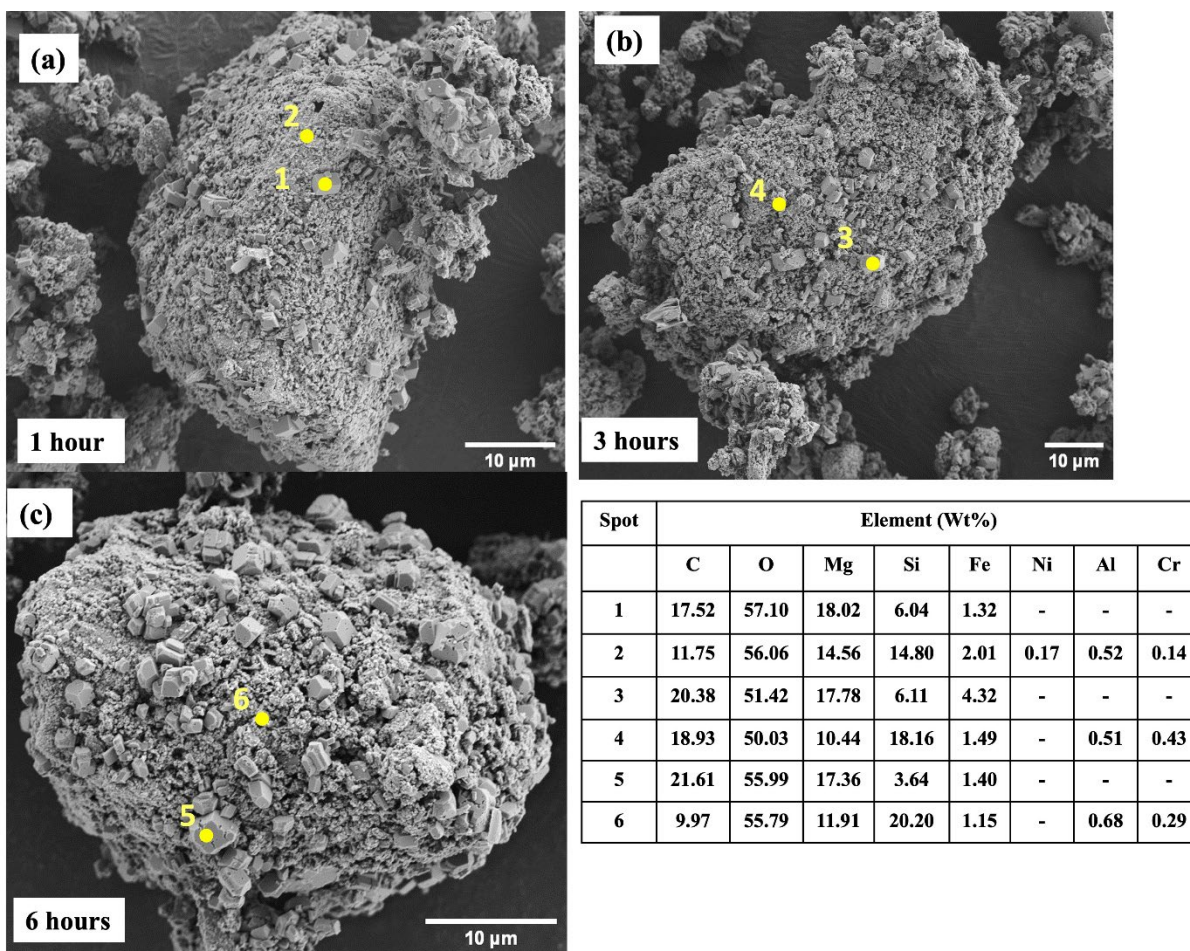 (a)
2
1
1 hour
10 µm
(b)
4
3
3 hours
10 µm
(c)
6
5
6 hours
10 µm
Spot Element (Wt%)
C O Mg Si Fe Ni Al Cr
1 17.52 57.10 18.02 6.04 1.32 - - -
2 11.75 56.06 14.56 14.80 2.01 0.17 0.52 0.14
3 20.38 51.42 17.78 6.11 4.32 - - -
4 18.93 50.03 10.44 18.16 1.49 - 0.51 0.43
5 21.61 55.99 17.36 3.64 1.40 - - -
6 9.97 55.79 11.91 20.20 1.15 - 0.68 0.29